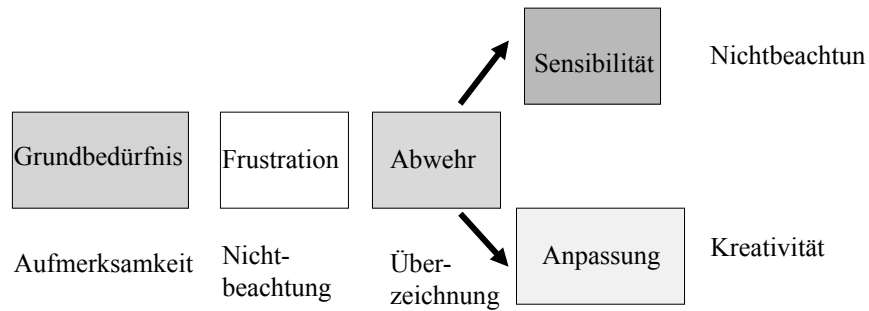 Sensibilität
Nichtbeachtun
Grundbedürfnis
Frustration
Abwehr
Aufmerksamkeit
Nicht-
beachtung
Über-
zeichnung
Anpassung
Kreativität